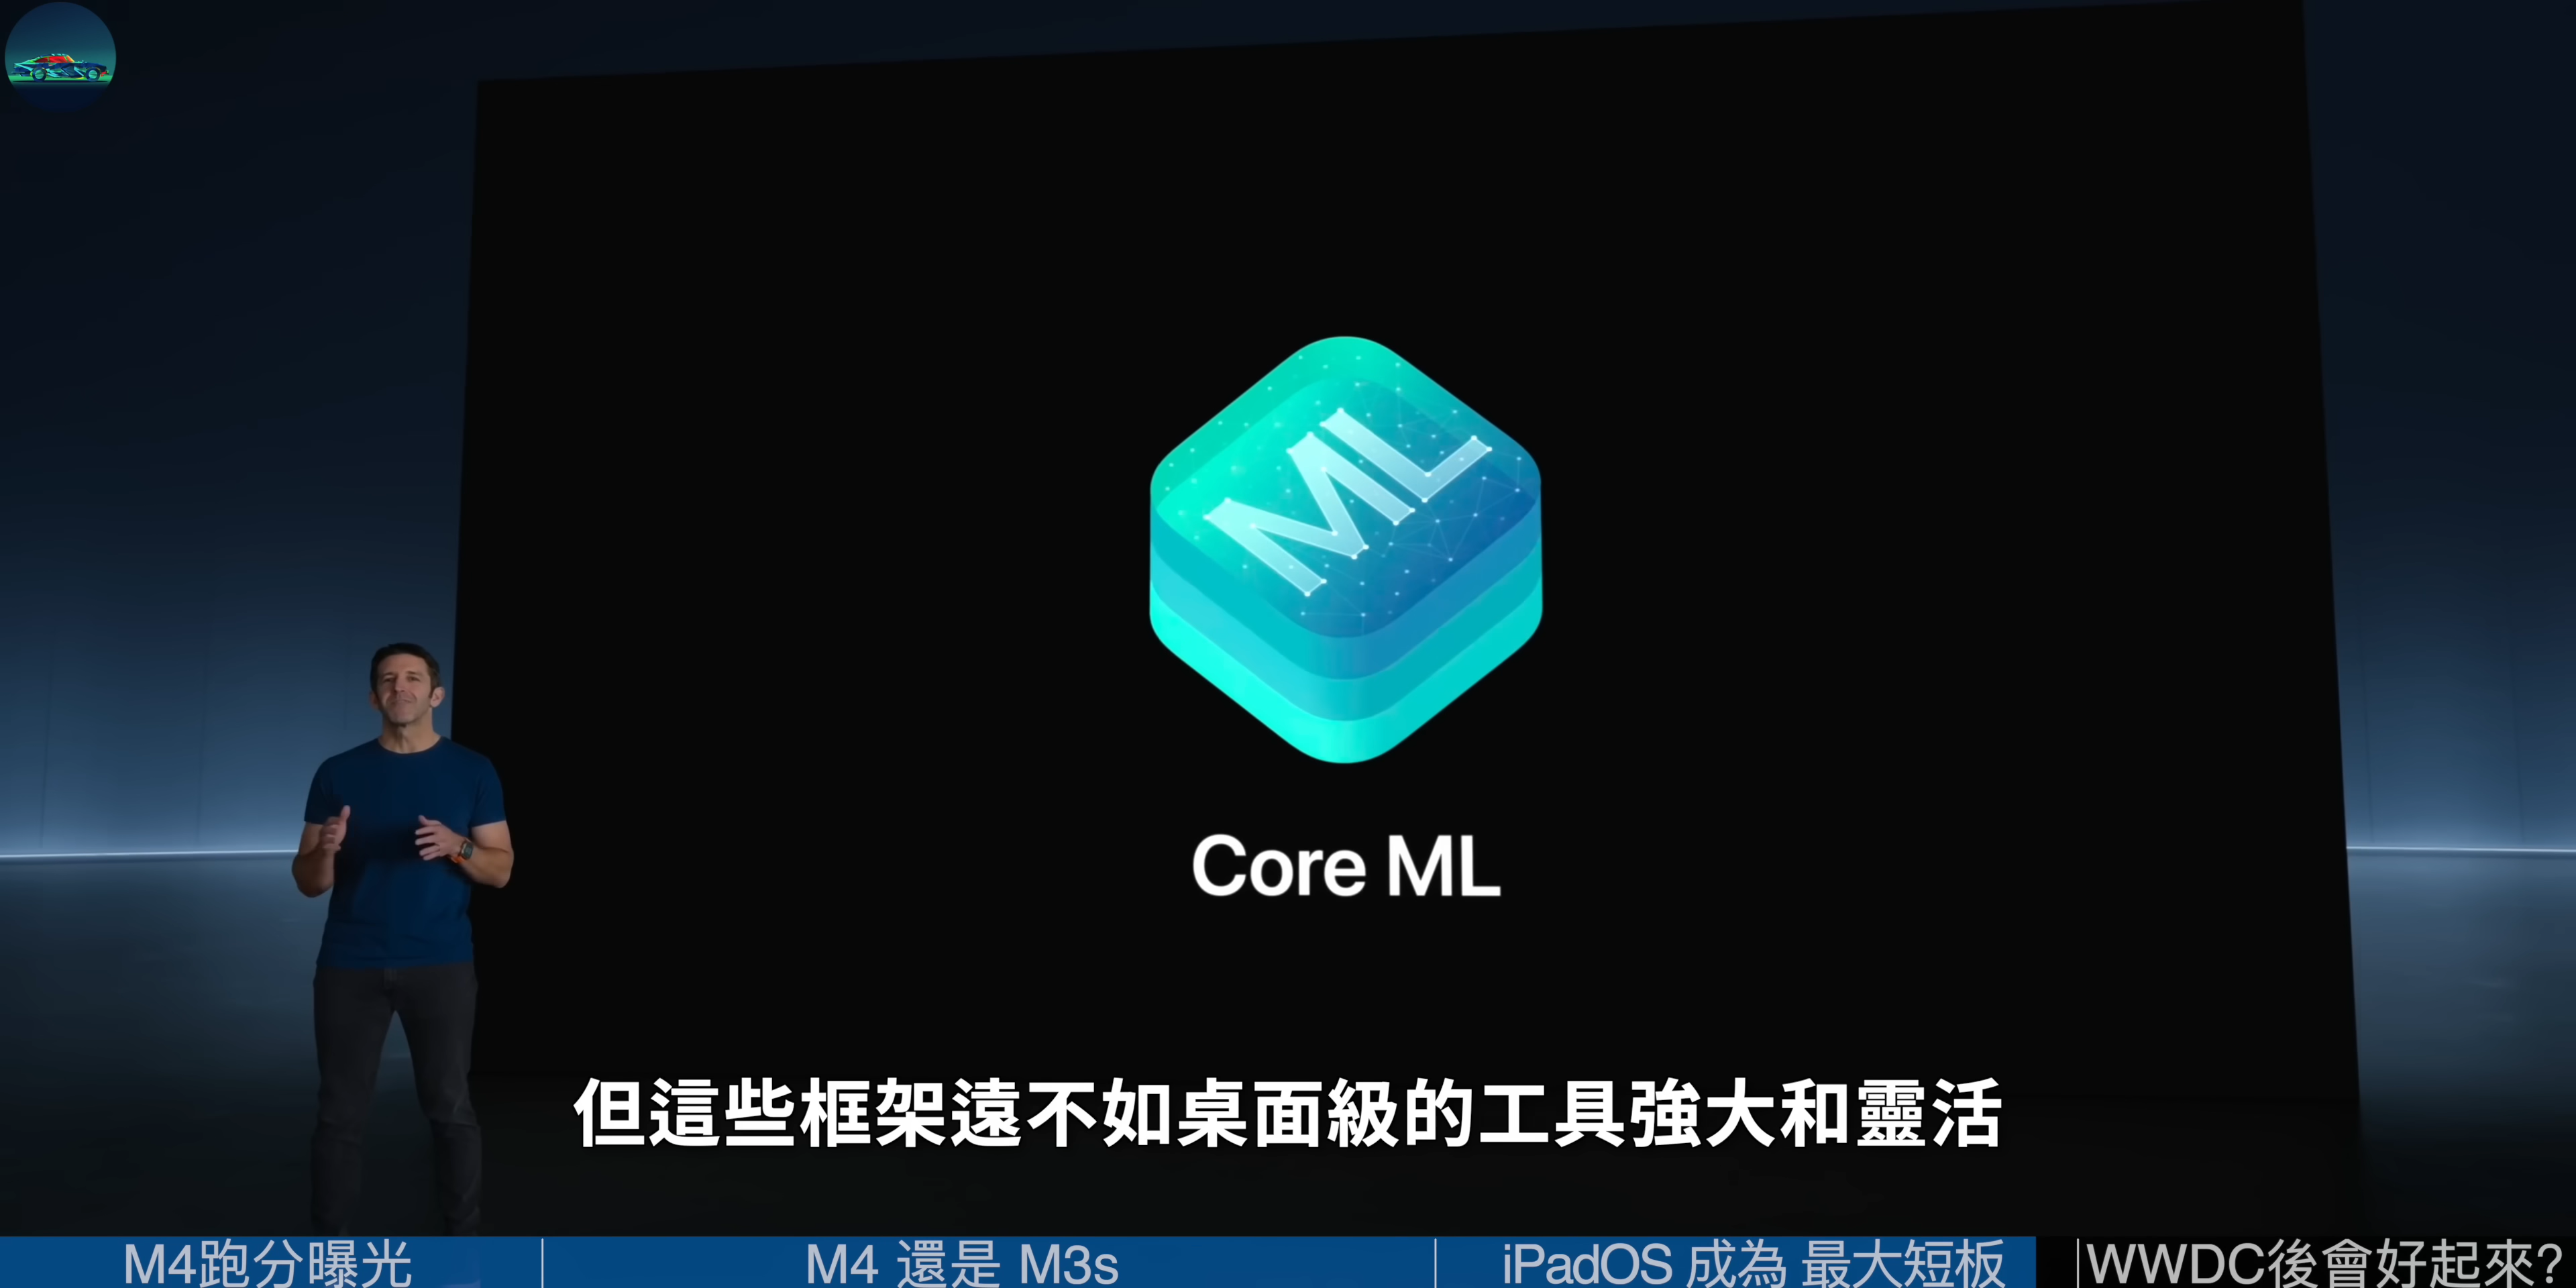 ML
Core ML
但這些框架遠不如桌面級的工具強大和靈活
M4跑分曝光
M4 還是 M3s
iPadOS 成為 最大短板
WWDC後會好起來?